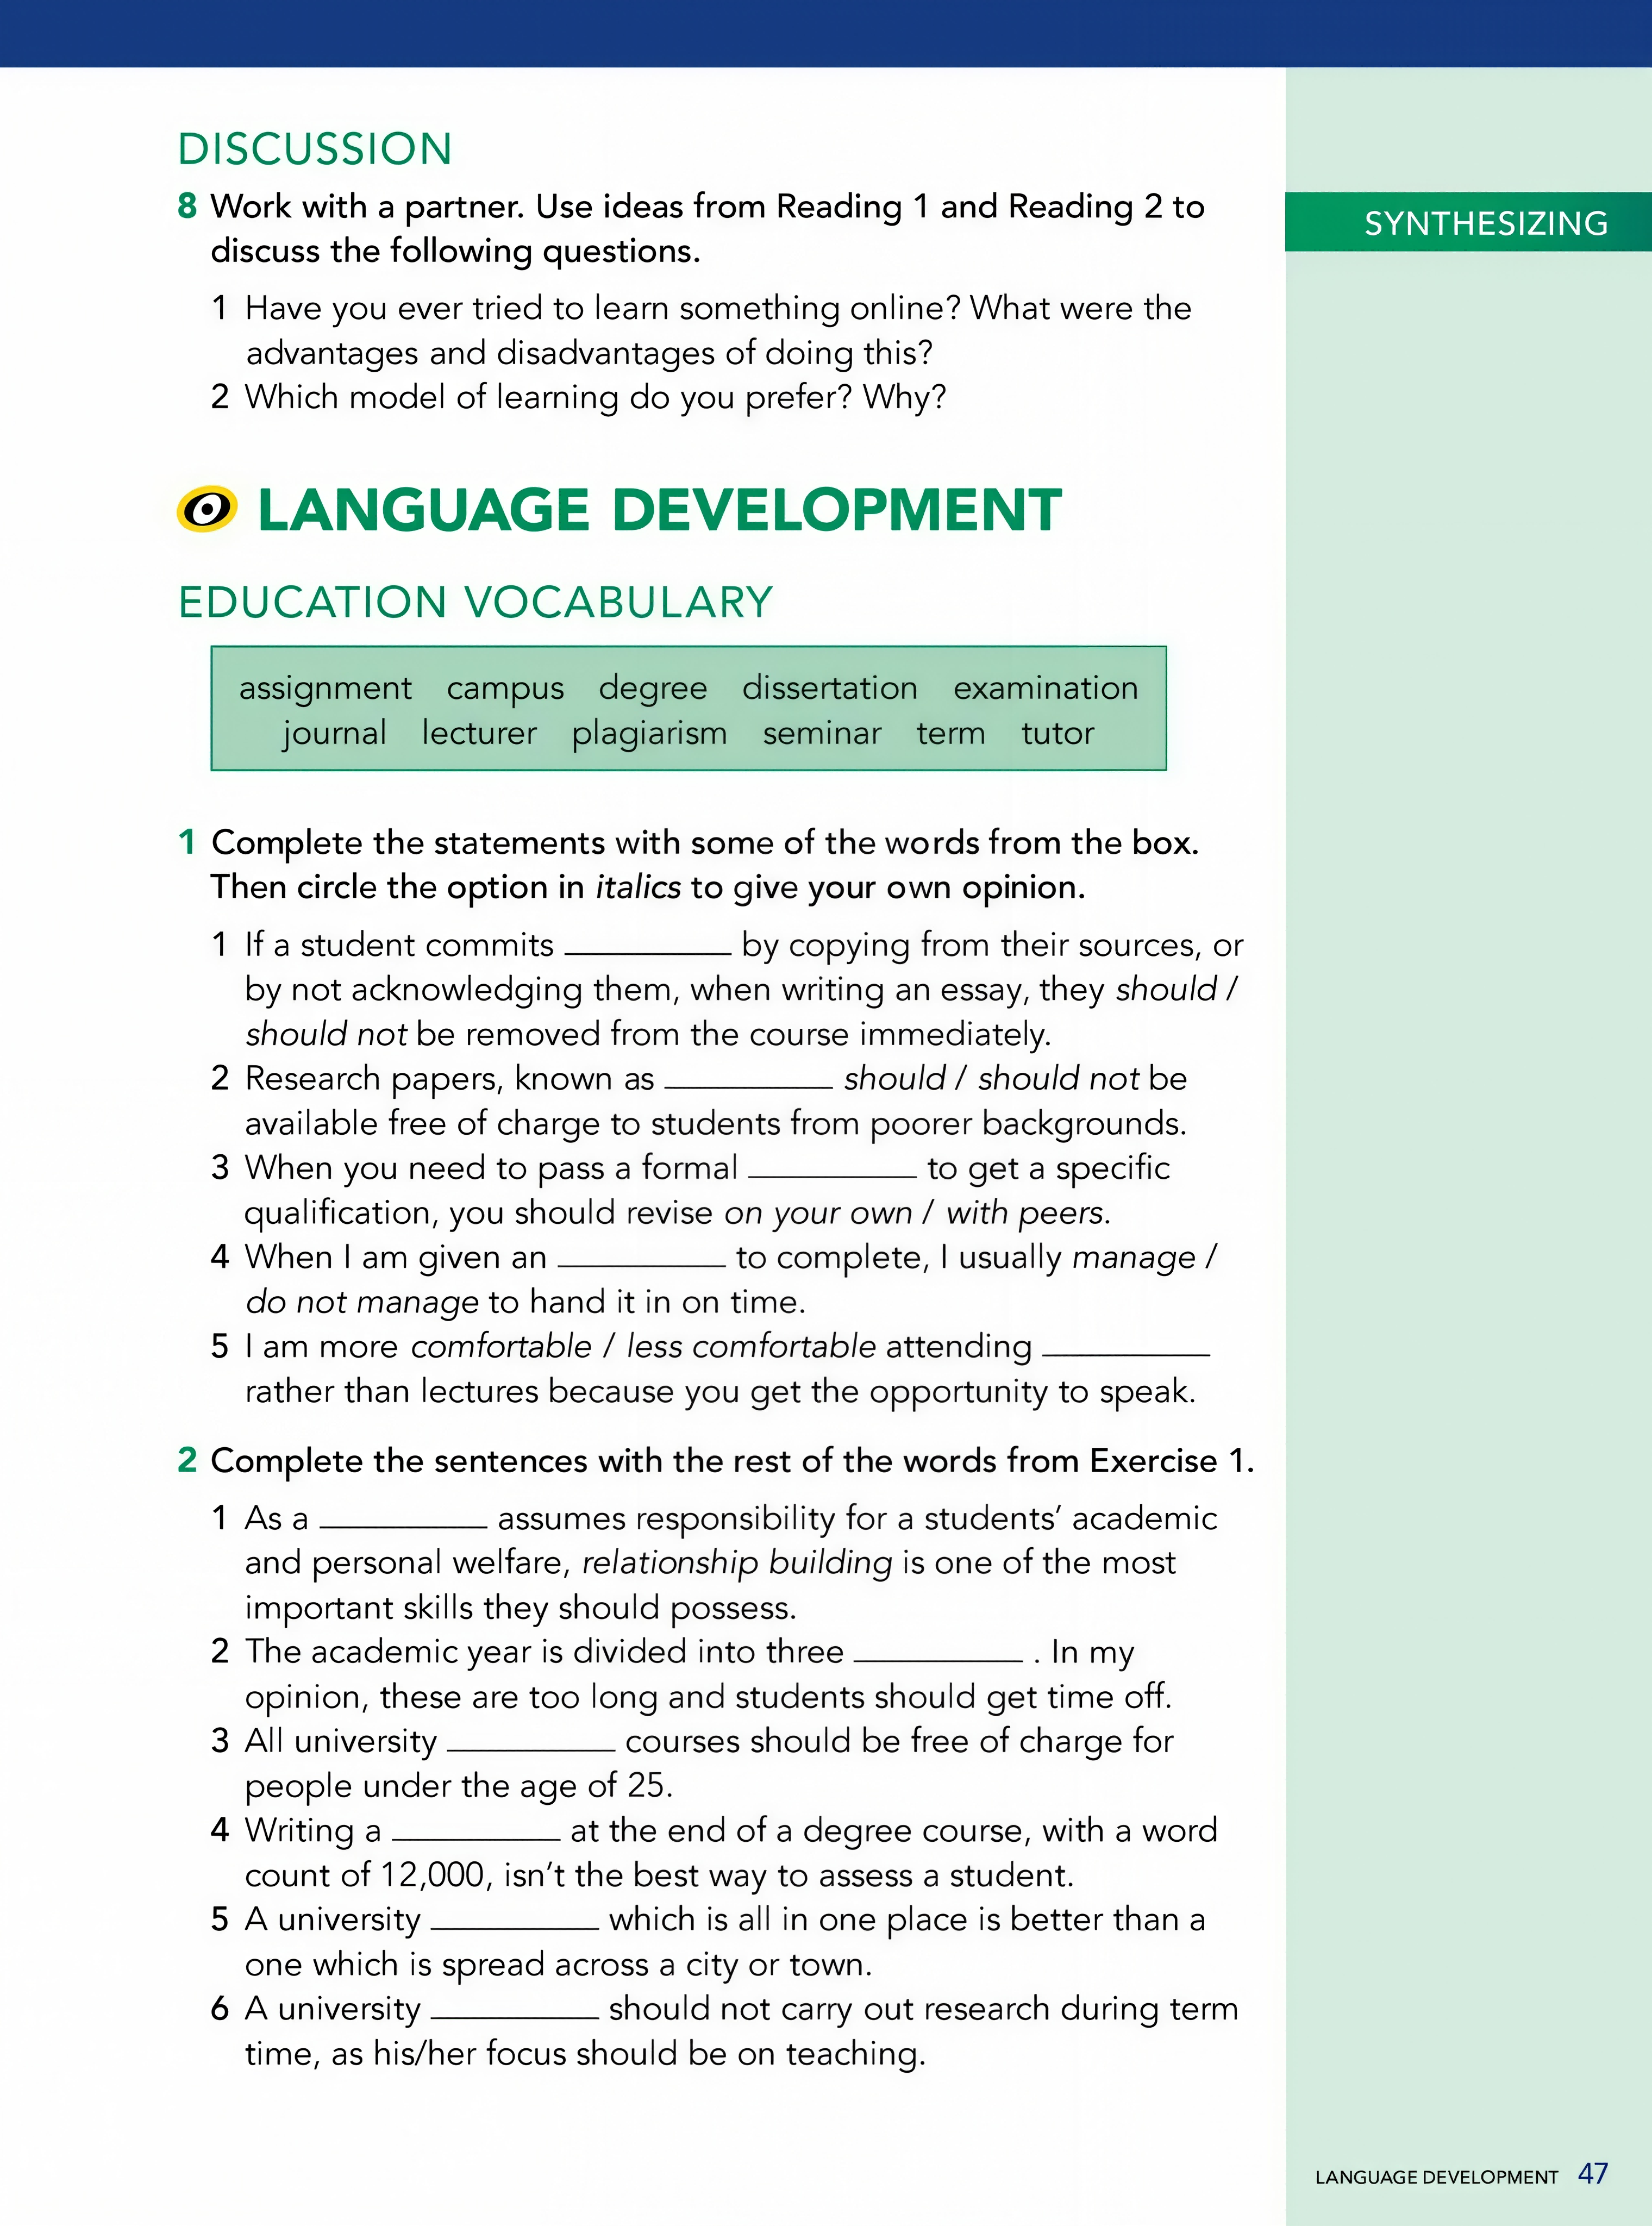 DISCUSSION
8 Work with a partner. Use ideas from Reading 1 and Reading 2 to
discuss the following questions.
SYNTHESIZING
1 Have you ever tried to learn something online? What were the
advantages and disadvantages of doing this?
2 Which model of learning do you prefer? Why?
LANGUAGE DEVELOPMENT
EDUCATION VOCABULARY
assignment campus degree dissertation examination
journal lecturer plagiarism seminar term tutor
1 Complete the statements with some of the words from the box.
Then circle the option in italics to give your own opinion.
1 If a student commits __________ by copying from their sources, or
by not acknowledging them, when writing an essay, they should /
should not be removed from the course immediately.
2 Research papers, known as __________ should / should not be
available free of charge to students from poorer backgrounds.
3 When you need to pass a formal __________ to get a specific
qualification, you should revise on your own / with peers.
4 When I am given an __________ to complete, I usually manage /
do not manage to hand it in on time.
5 I am more comfortable / less comfortable attending __________
rather than lectures because you get the opportunity to speak.
2 Complete the sentences with the rest of the words from Exercise 1.
1 As a __________ assumes responsibility for a students’ academic
and personal welfare, relationship building is one of the most
important skills they should possess.
2 The academic year is divided into three __________ . In my
opinion, these are too long and students should get time off.
3 All university __________ courses should be free of charge for
people under the age of 25.
4 Writing a __________ at the end of a degree course, with a word
count of 12,000, isn’t the best way to assess a student.
5 A university __________ which is all in one place is better than a
one which is spread across a city or town.
6 A university __________ should not carry out research during term
time, as his/her focus should be on teaching.
LANGUAGE DEVELOPMENT 47